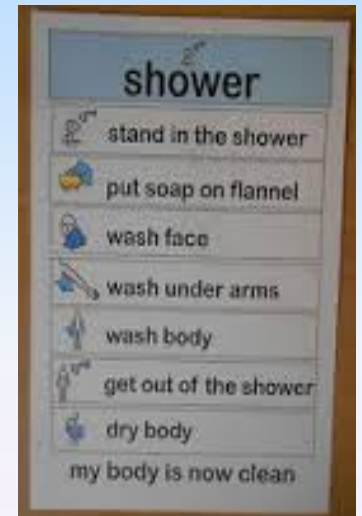 shower
stand in the shower
put soap on flannel
wash face
wash under arms
wash body
get out of the shower
dry body
my body is now clean